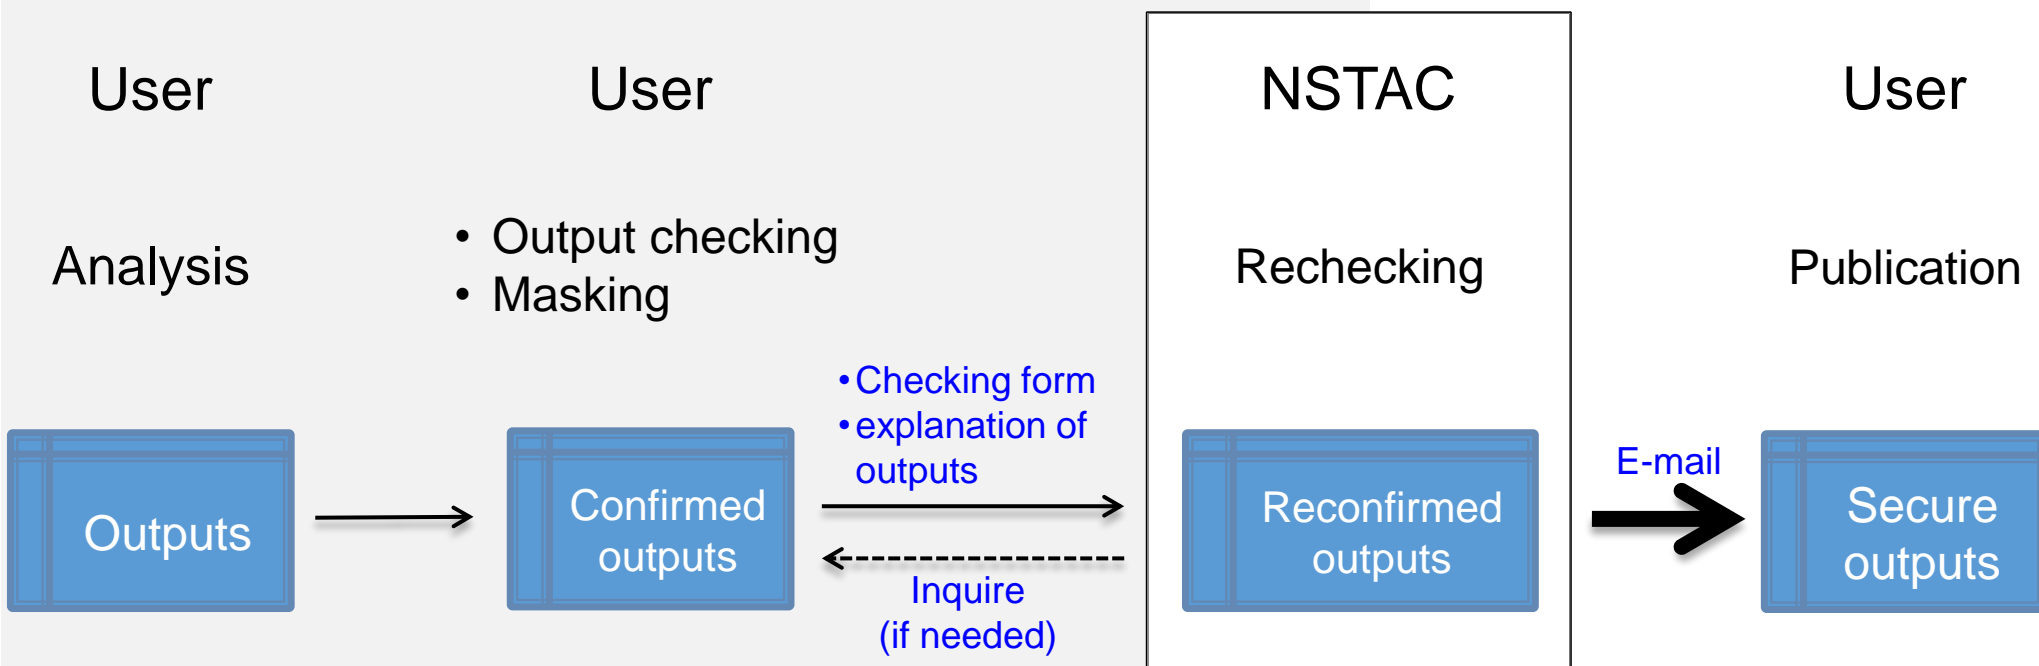 User
User
NSTAC
User
Analysis
• Output checking
• Masking
Rechecking
Publication
• Checking form
• explanation of
outputs
Outputs
Confirmed
outputs
Inquire
(if needed)
Reconfirmed
outputs
E-mail
Secure
outputs